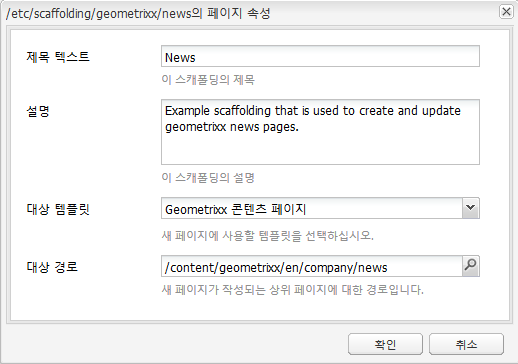 /etc/scaffolding/geometrixx/news의 페이지 속성
제목 텍스트
News
이 스캐폴딩의 제목
설명
Example scaffolding that is used to create and update
geometrixx news pages.
이 스캐폴딩의 설명
대상 템플릿
Geometrixx 콘텐츠 페이지
새 페이지에 사용할 템플릿을 선택하십시오.
대상 경로
/content/geometrixx/en/company/news
새 페이지가 작성되는 상위 페이지에 대한 경로입니다.
확인
취소